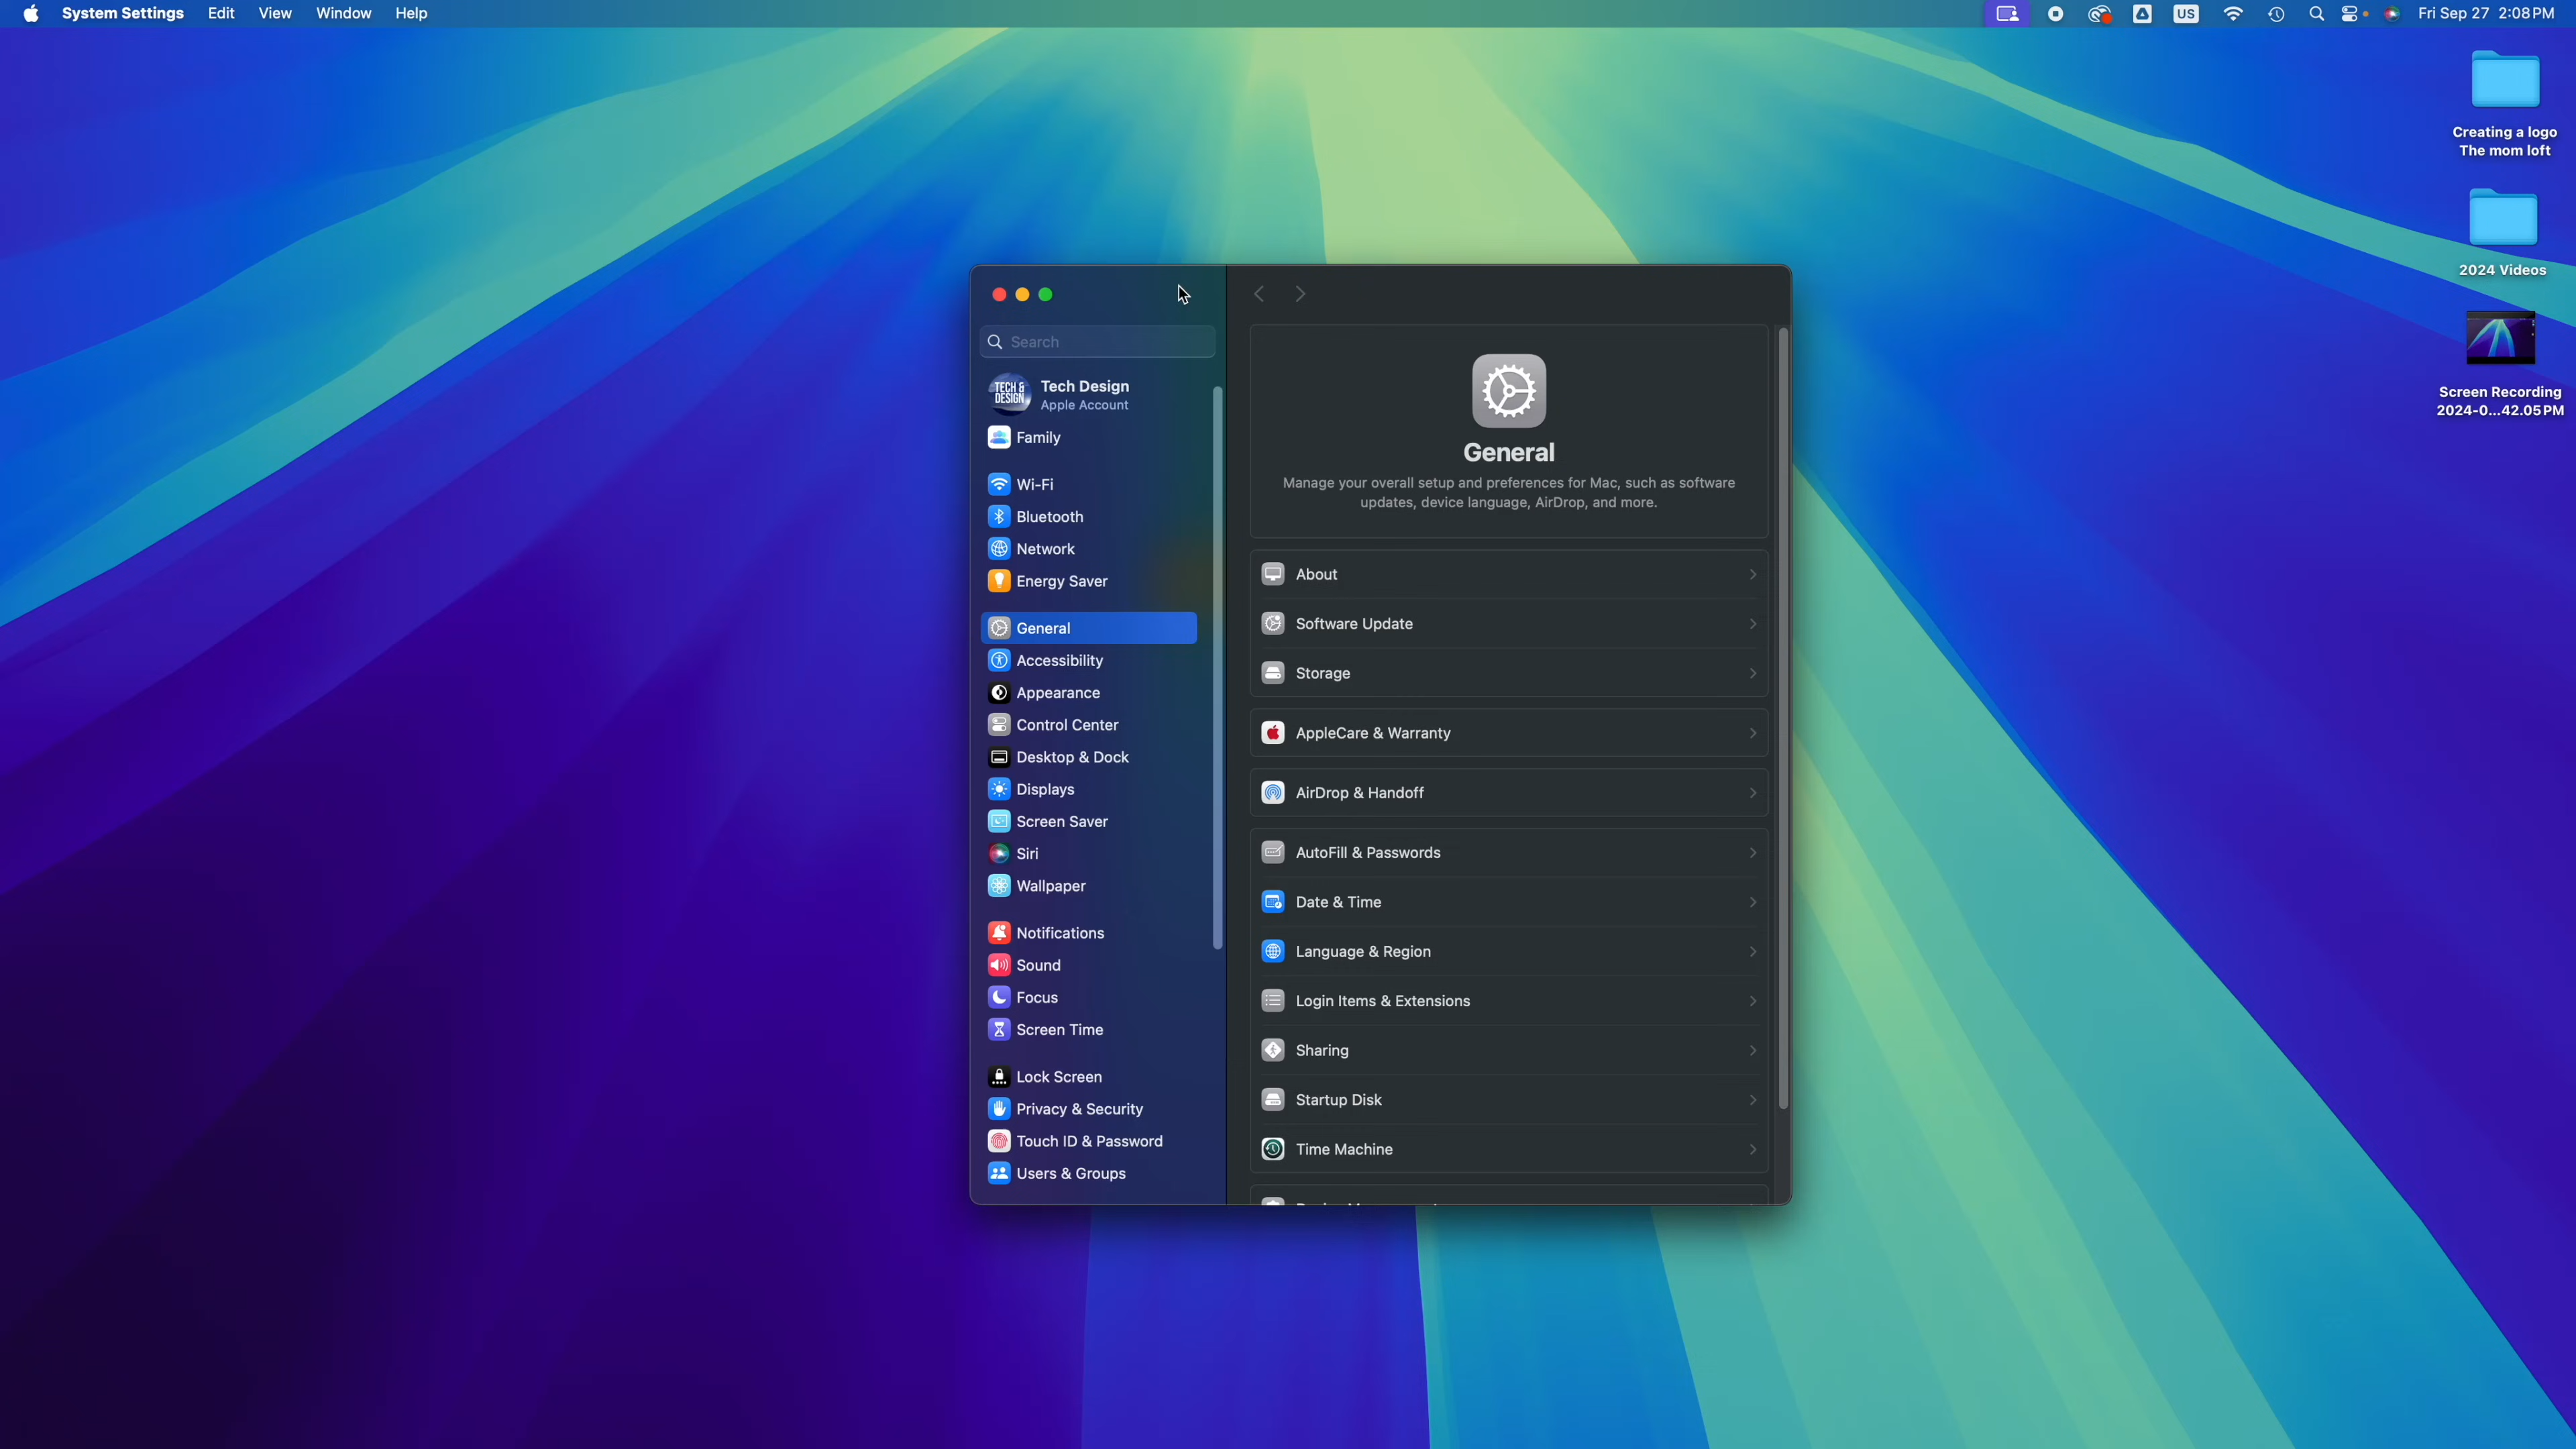 System Settings Edit View Window Help
US
Fri Sep 27 2:08 PM
Creating a logo
The mom loft
2024 Videos
Screen Recording
2024-0...42.05 PM
Search
TECH &
DESIGN
Tech Design
Apple Account
Family
Wi-Fi
Bluetooth
Network
Energy Saver
General
Accessibility
Appearance
Control Center
Desktop & Dock
Displays
Screen Saver
Siri
Wallpaper
Notifications
Sound
Focus
Screen Time
Lock Screen
Privacy & Security
Touch ID & Password
Users & Groups
General
Manage your overall setup and preferences for Mac, such as software
updates, device language, AirDrop, and more.
About
Software Update
Storage
AppleCare & Warranty
AirDrop & Handoff
AutoFill & Passwords
Date & Time
Language & Region
Login Items & Extensions
Sharing
Startup Disk
Time Machine